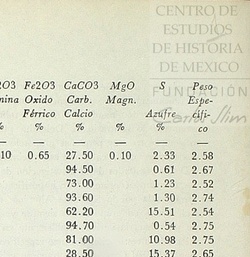 CENTRO DE
ESTUDIOS
DE HISTORIA
DE MEXICO
FUNDACIÓN
Carlos Slim
2O3 Fe2O3 CaCO3 MgO S Peso
mina Oxido Carb. Magn. Espe-
Férrico Calcio Azufre cífi-
% % % % co
10 0.65 27.50 0.10 2.33 2.58
94.50 0.61 2.67
73.00 1.23 2.52
93.60 1.30 2.74
62.20 15.51 2.54
94.70 0.54 2.75
81.00 10.98 2.75
28.50 15.37 2.65